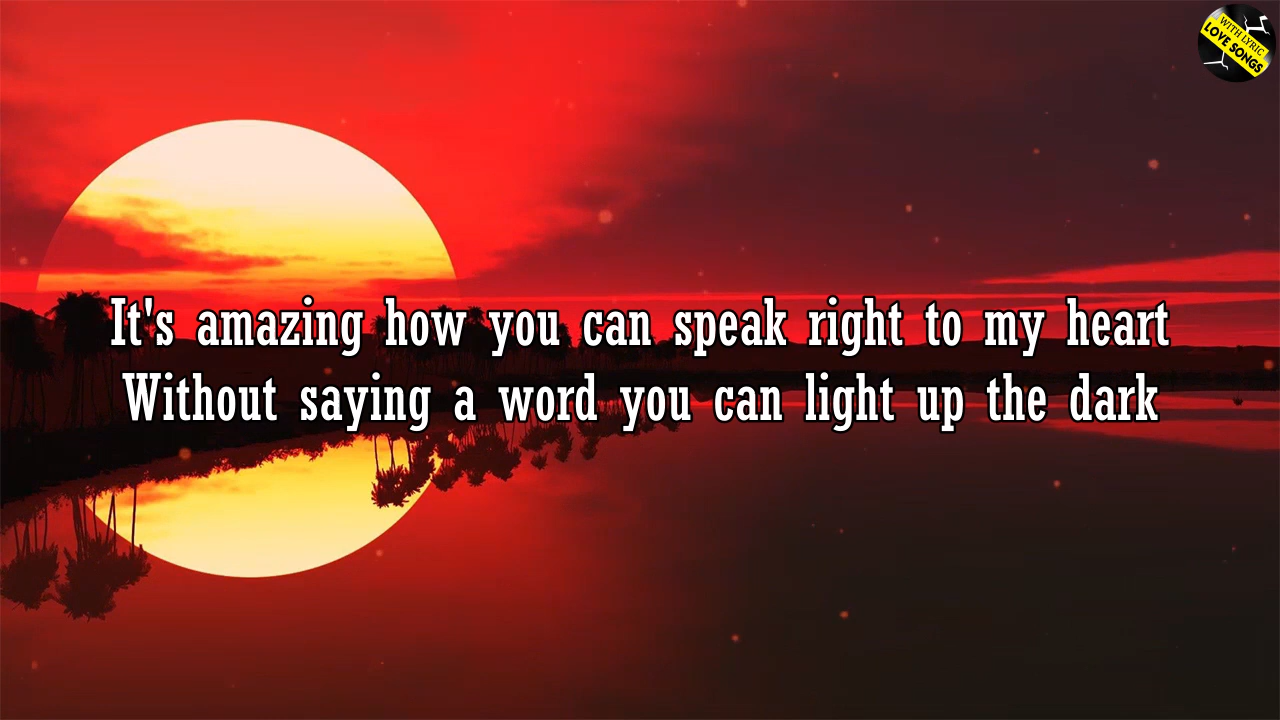 WITH LYRIC
LOVE SONGS
It's amazing how you can speak right to my heart
Without saying a word you can light up the dark